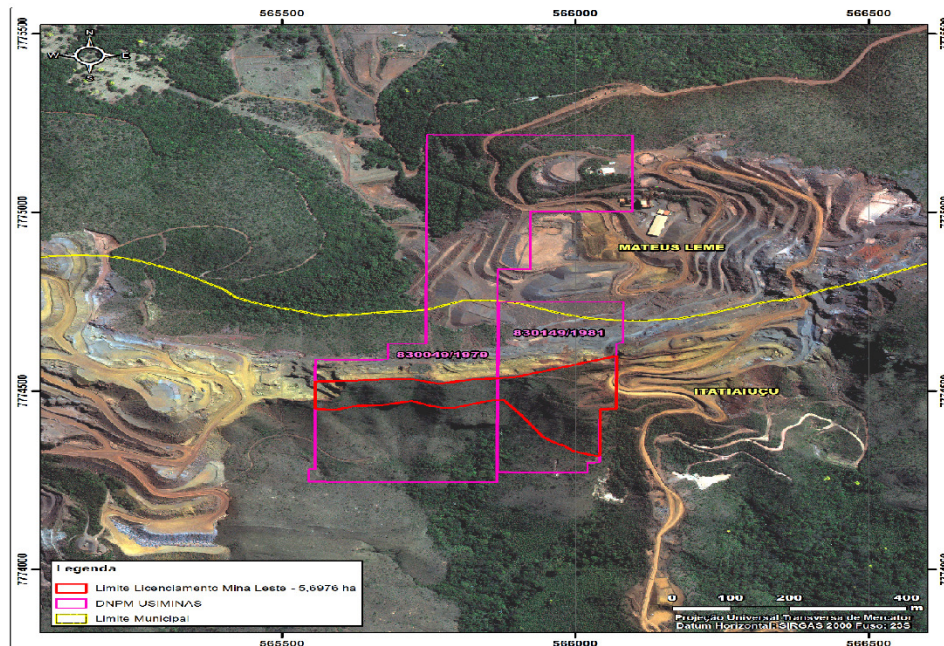 565500 566000 566500
7775500
N
W E
S
7775000 7775000
MATEUS LEME
830149/1981
830049/1979
7774500
ITATIAIUÇU
7774000
Legenda
Limite Licenciamento Mina Leste - 5,6976 ha
DNPM USIMINAS
Limite Municipal
0 100 200 400
m
Projeção Universal Transversa de Mercator
Datum Horizontal: SIRGAS 2000 Fuso: 23S
565500 566000 566500